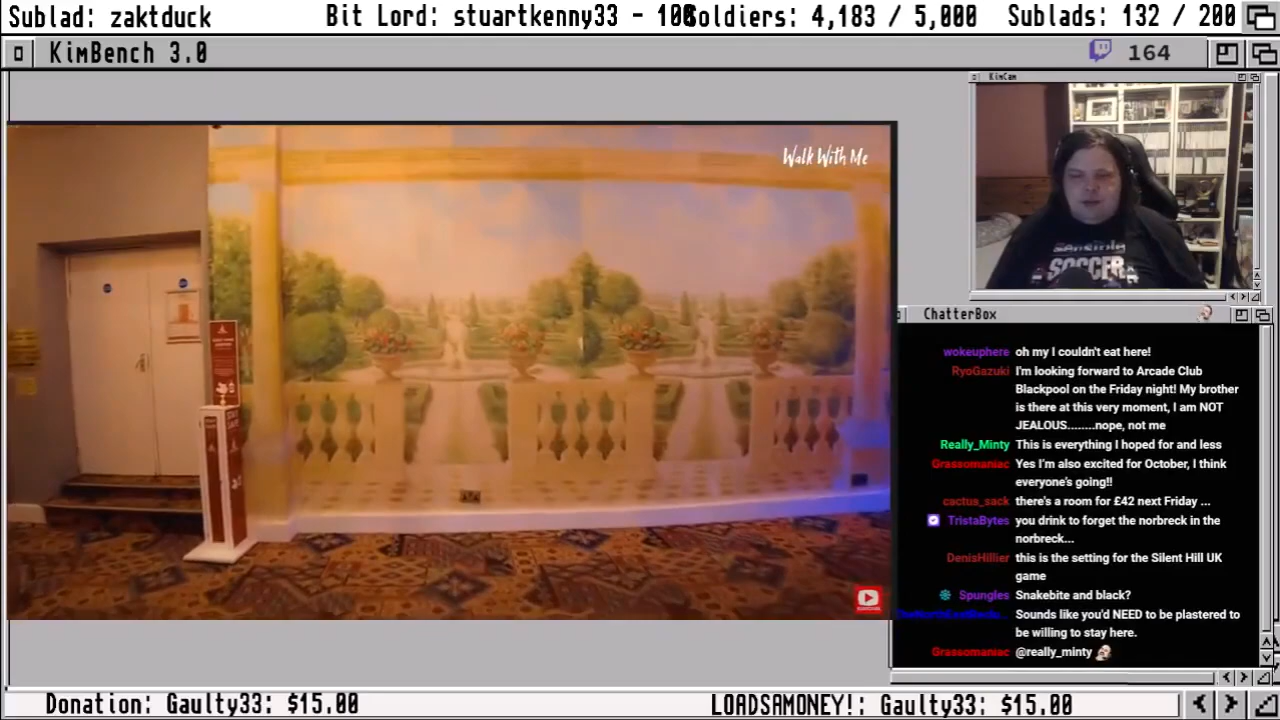 Sublad: zaktduck
Bit Lord: stuartkenny33 - 100
Soldiers: 4,183 / 5,000
Sublads: 132 / 200
KimBench 3.0
164
KimCam
Walk With Me
SOCCER
ChatterBox
wokeuphere oh my I couldn't eat here!
RyoGazuki I'm looking forward to Arcade Club
Blackpool on the Friday night! My brother
is there at this very moment, I am NOT
JEALOUS........nope, not me
Really_Minty This is everything I hoped for and less
Grassomaniac Yes I'm also excited for October, I think
everyone's going!!
cactus_sack there's a room for £42 next Friday ...
TristaBytes you drink to forget the norbreck in the
norbreck...
DenisHillier this is the setting for the Silent Hill UK
game
Spungles Snakebite and black?
Sounds like you'd NEED to be plastered to
be willing to stay here.
Grassomaniac @really_minty
Donation: Gaulty33: $15.00
LOADSAMONEY!: Gaulty33: $15.00